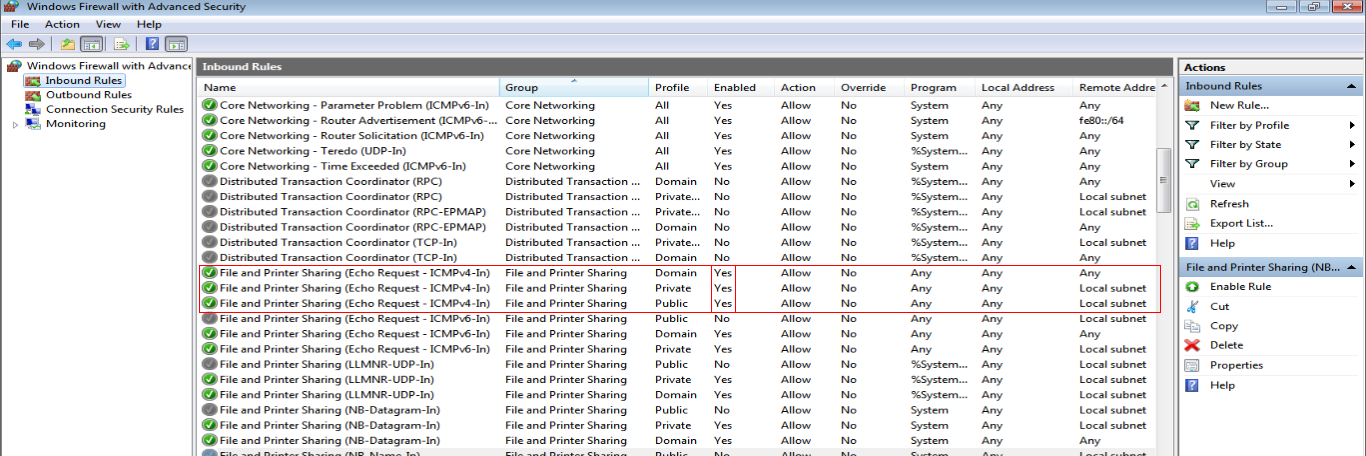 Windows Firewall with Advanced Security
File Action View Help
Windows Firewall with Advance
Inbound Rules
Outbound Rules
Connection Security Rules
Monitoring
Inbound Rules
Name Group Profile Enabled Action Override Program Local Address Remote Addre
Core Networking - Parameter Problem (ICMPv6-In) Core Networking All Yes Allow No System Any Any
Core Networking - Router Advertisement (ICMPv6-... Core Networking All Yes Allow No System Any fe80::/64
Core Networking - Router Solicitation (ICMPv6-In) Core Networking All Yes Allow No System Any Any
Core Networking - Teredo (UDP-In) Core Networking All Yes Allow No %System... Any Any
Core Networking - Time Exceeded (ICMPv6-In) Core Networking All Yes Allow No System Any Any
Distributed Transaction Coordinator (RPC) Distributed Transaction ... Domain No Allow No %System... Any Any
Distributed Transaction Coordinator (RPC) Distributed Transaction ... Private... No Allow No %System... Any Local subnet
Distributed Transaction Coordinator (RPC-EPMAP) Distributed Transaction ... Private... No Allow No %System... Any Local subnet
Distributed Transaction Coordinator (RPC-EPMAP) Distributed Transaction ... Domain No Allow No %System... Any Any
Distributed Transaction Coordinator (TCP-In) Distributed Transaction ... Private... No Allow No %System... Any Local subnet
Distributed Transaction Coordinator (TCP-In) Distributed Transaction ... Domain No Allow No %System... Any Any
File and Printer Sharing (Echo Request - ICMPv4-In) File and Printer Sharing Domain Yes Allow No Any Any Any
File and Printer Sharing (Echo Request - ICMPv4-In) File and Printer Sharing Private Yes Allow No Any Any Local subnet
File and Printer Sharing (Echo Request - ICMPv4-In) File and Printer Sharing Public Yes Allow No Any Any Local subnet
File and Printer Sharing (Echo Request - ICMPv6-In) File and Printer Sharing Public No Allow No Any Any Local subnet
File and Printer Sharing (Echo Request - ICMPv6-In) File and Printer Sharing Domain Yes Allow No Any Any Any
File and Printer Sharing (Echo Request - ICMPv6-In) File and Printer Sharing Private Yes Allow No Any Any Local subnet
File and Printer Sharing (LLMNR-UDP-In) File and Printer Sharing Public No Allow No %System... Any Local subnet
File and Printer Sharing (LLMNR-UDP-In) File and Printer Sharing Private Yes Allow No %System... Any Local subnet
File and Printer Sharing (LLMNR-UDP-In) File and Printer Sharing Domain Yes Allow No %System... Any Local subnet
File and Printer Sharing (NB-Datagram-In) File and Printer Sharing Public No Allow No System Any Local subnet
File and Printer Sharing (NB-Datagram-In) File and Printer Sharing Private Yes Allow No System Any Local subnet
File and Printer Sharing (NB-Datagram-In) File and Printer Sharing Domain Yes Allow No System Any Any
File and Printer Sharing (NB-Name-In) File and Printer Sharing Public No Allow No System Any Local subnet
Actions
Inbound Rules
New Rule...
Filter by Profile
Filter by State
Filter by Group
View
Refresh
Export List...
Help
File and Printer Sharing (NB...
Enable Rule
Cut
Copy
Delete
Properties
Help